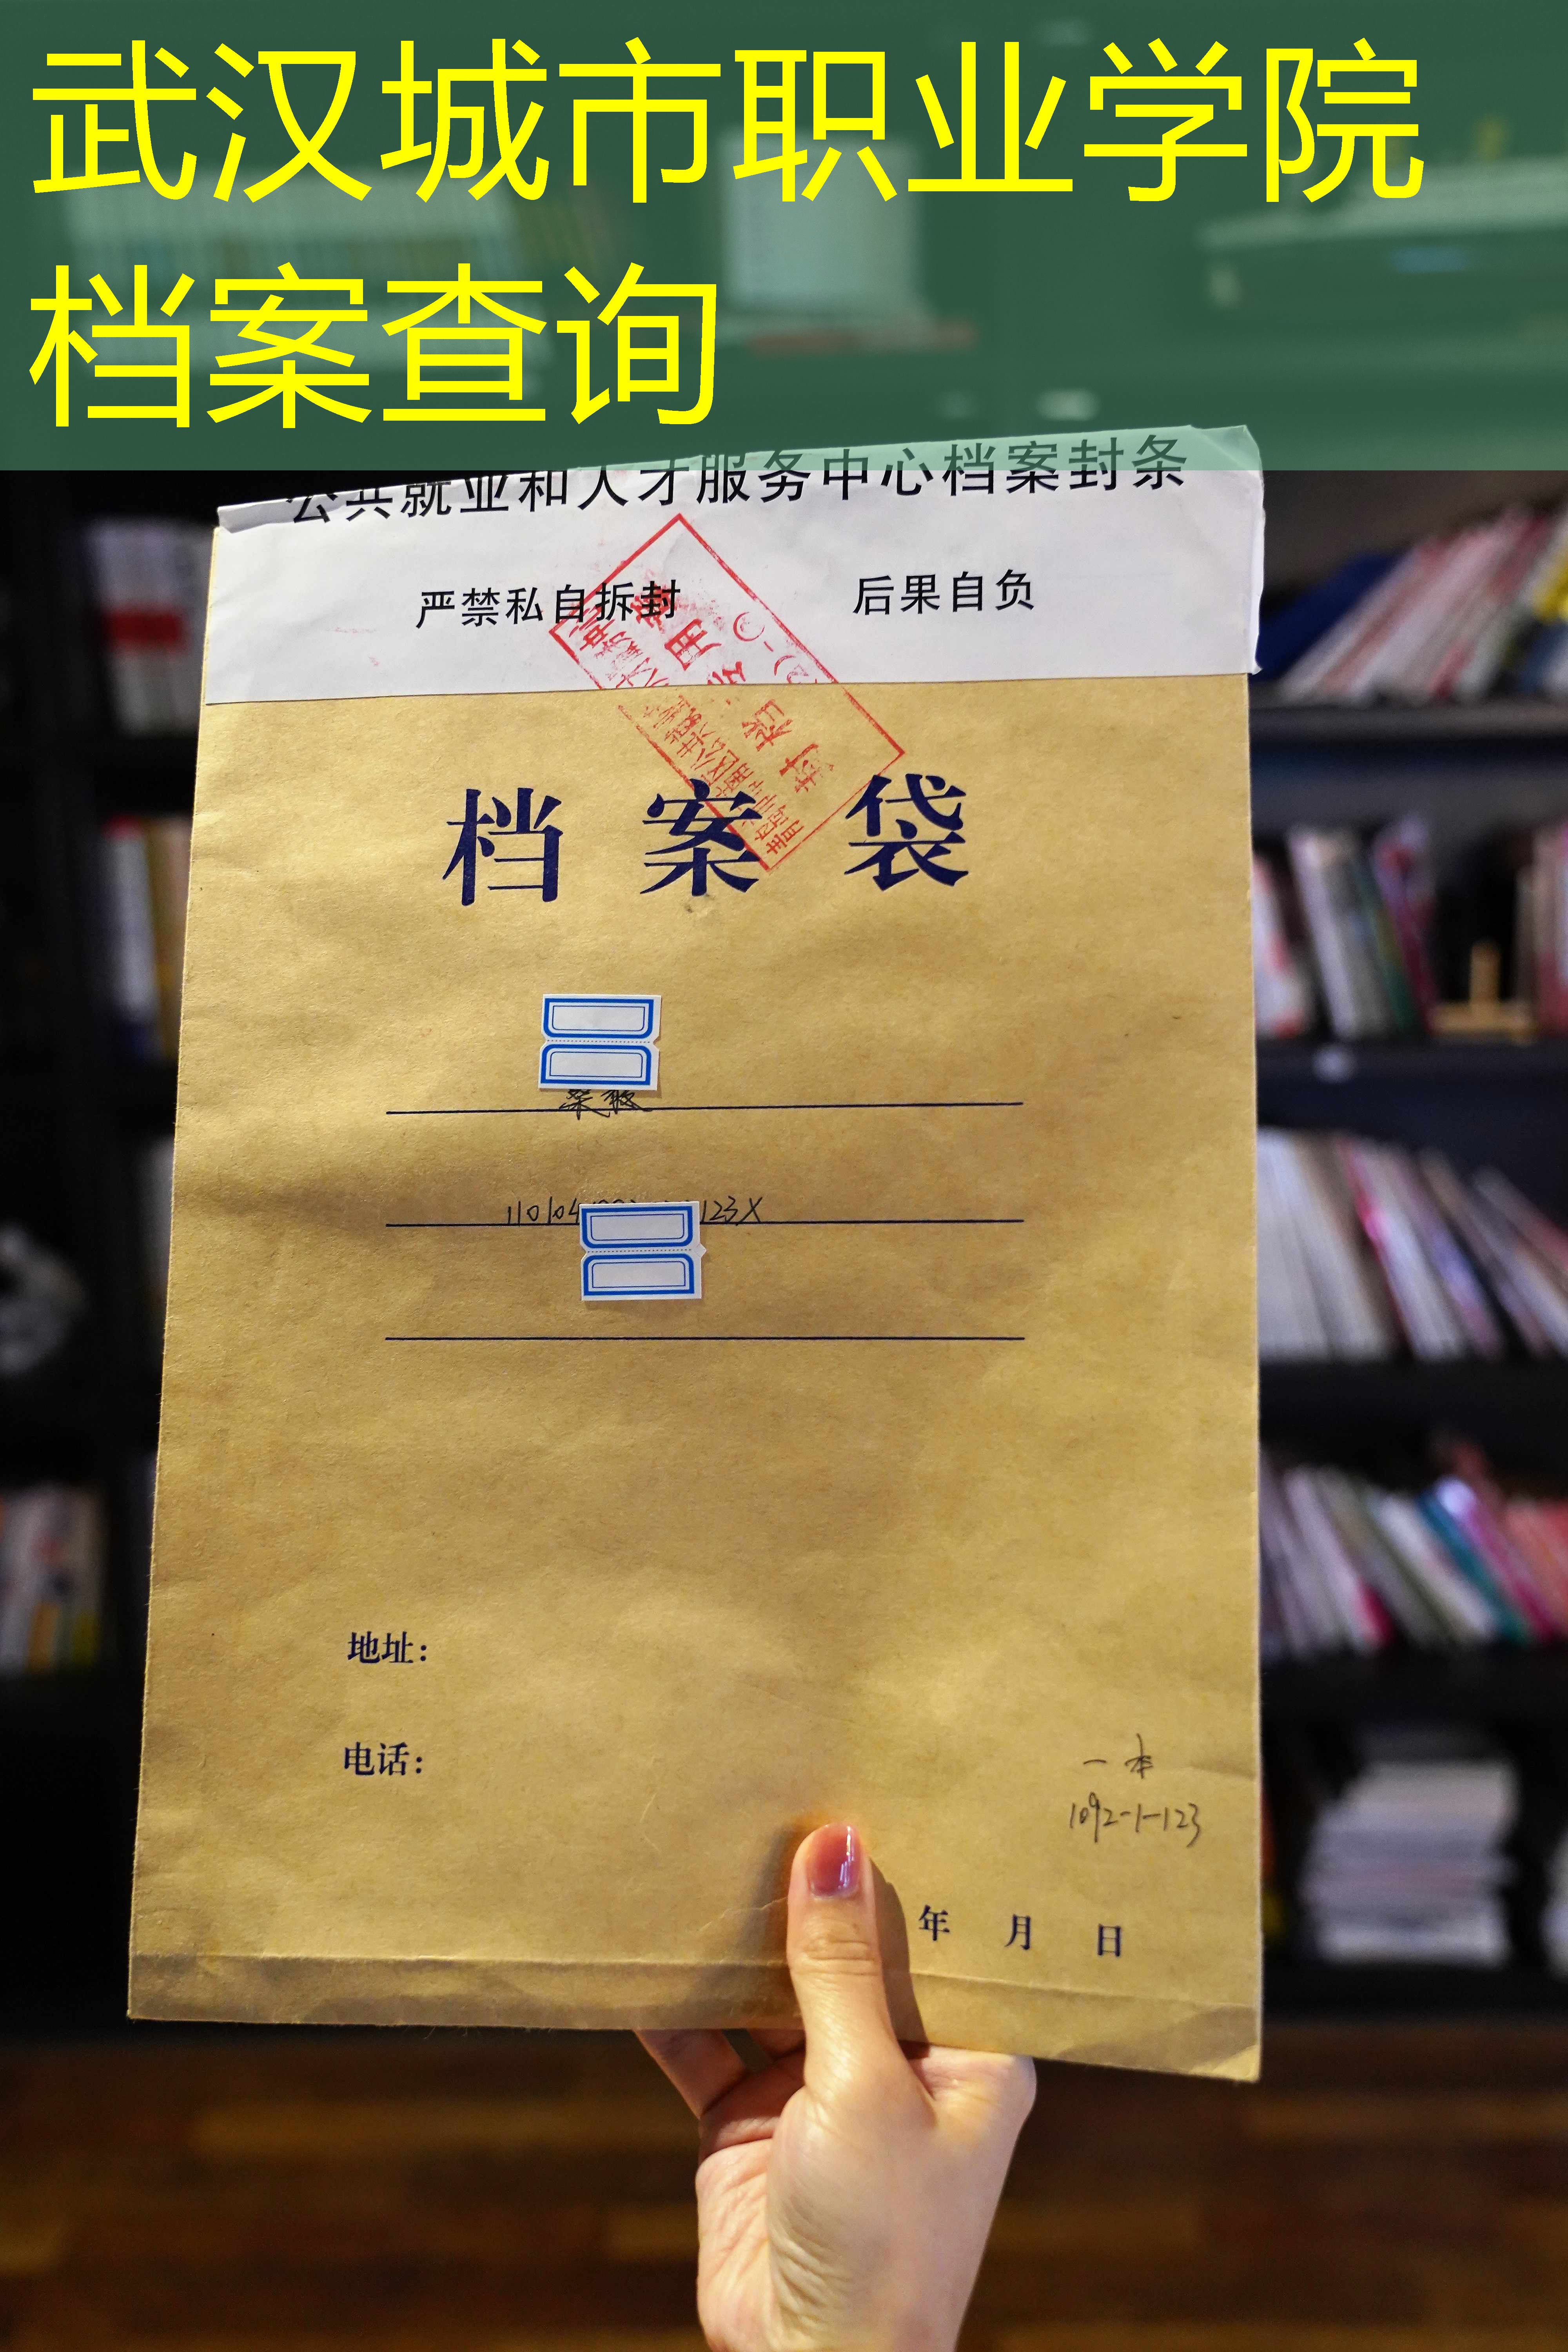 武汉城市职业学院
档案查询
公共就业和人才服务中心档案封条
严禁私自拆封 后果自负
档案袋
110104 123X
地址：
电话：
一本
1092-1-123
年 月 日